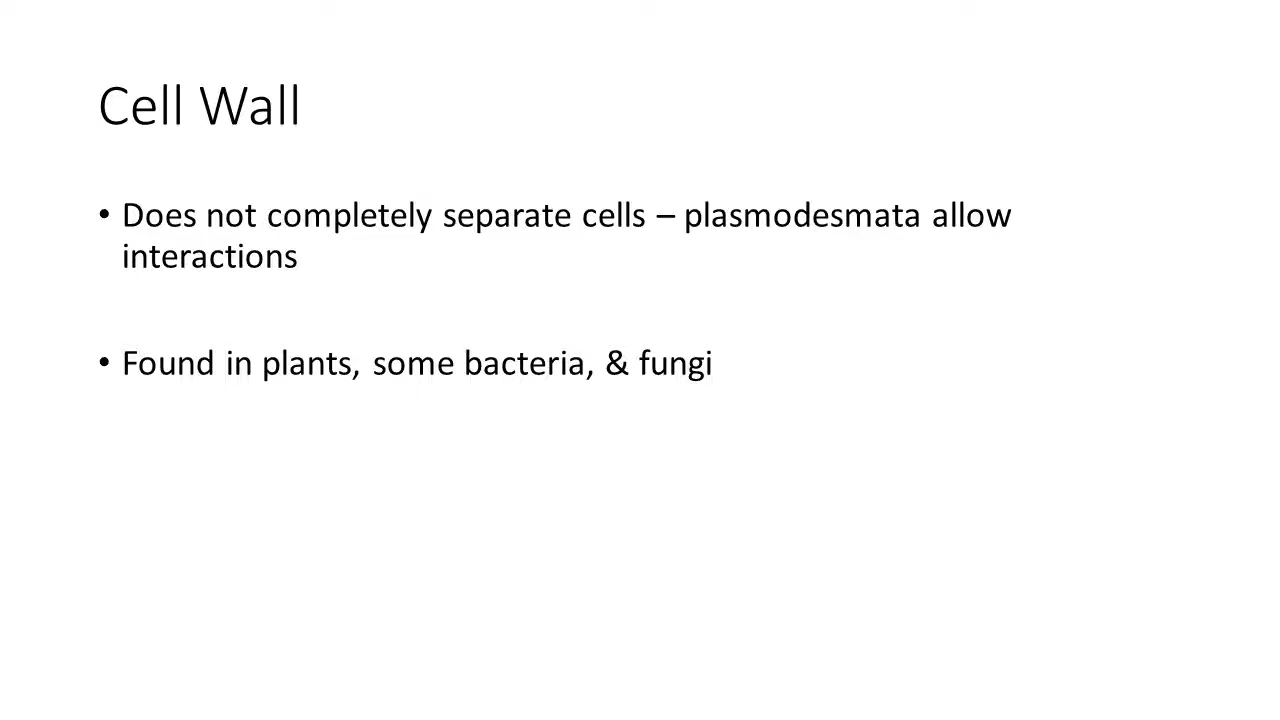 Cell Wall
• Does not completely separate cells – plasmodesmata allow
interactions
• Found in plants, some bacteria, & fungi